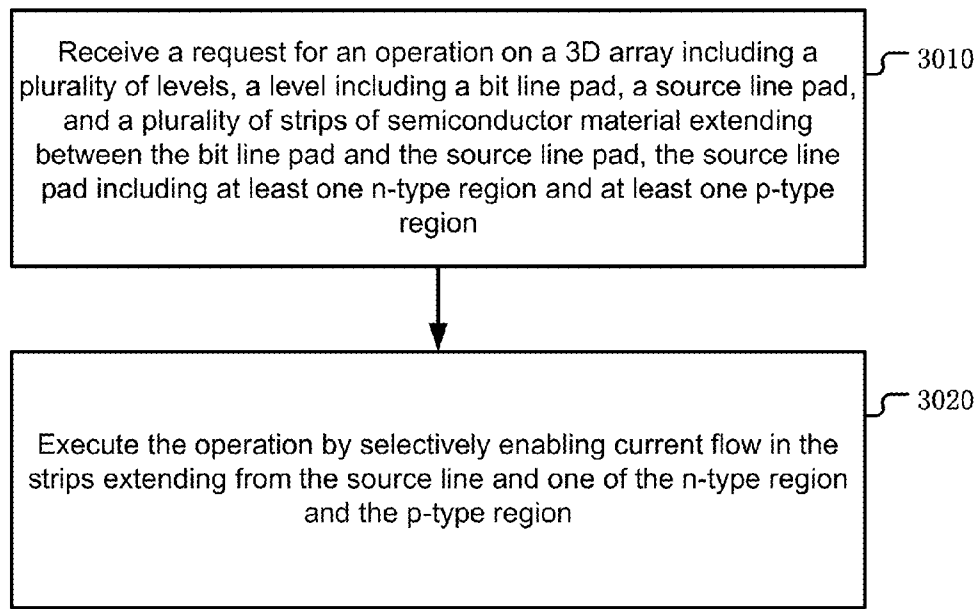 Receive a request for an operation on a 3D array including a
plurality of levels, a level including a bit line pad, a source line pad,
and a plurality of strips of semiconductor material extending
between the bit line pad and the source line pad, the source line
pad including at least one n-type region and at least one p-type
region
3010
Execute the operation by selectively enabling current flow in the
strips extending from the source line and one of the n-type region
and the p-type region
3020